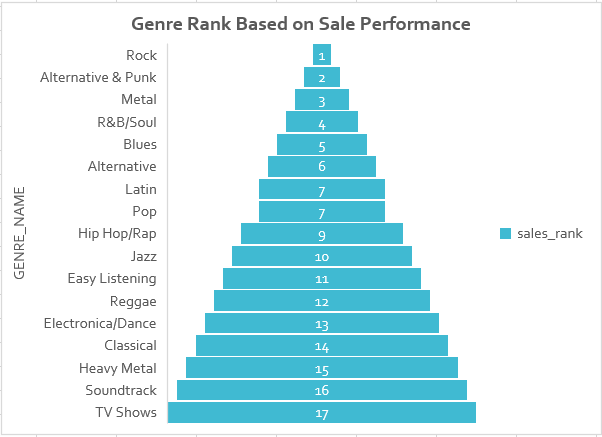 Genre Rank Based on Sale Performance
GENRE_NAME
Rock 1
Alternative & Punk 2
Metal 3
R&B/Soul 4
Blues 5
Alternative 6
Latin 7
Pop 7
Hip Hop/Rap 9
Jazz 10
Easy Listening 11
Reggae 12
Electronica/Dance 13
Classical 14
Heavy Metal 15
Soundtrack 16
TV Shows 17
sales_rank